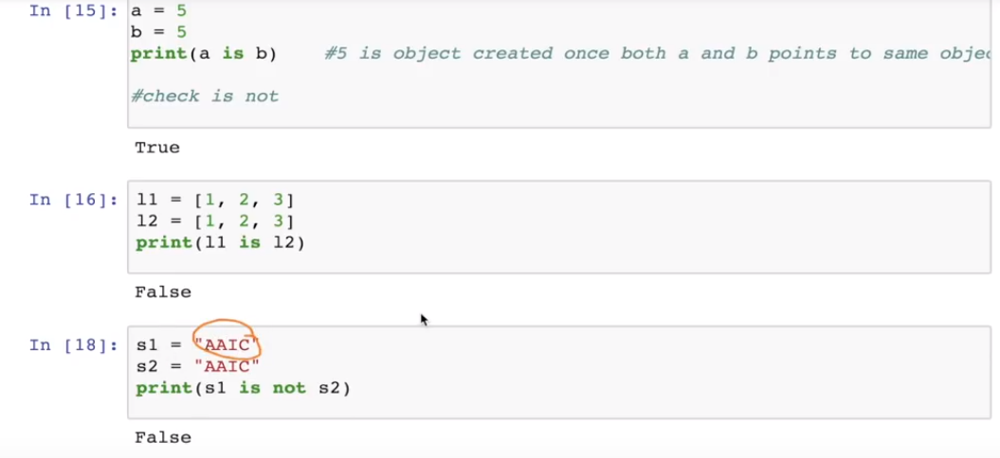 In [15]: a = 5
b = 5
print(a is b)    #5 is object created once both a and b points to same objec
#check is not
True
In [16]: l1 = [1, 2, 3]
l2 = [1, 2, 3]
print(l1 is l2)
False
In [18]: s1 = "AAIC"
s2 = "AAIC"
print(s1 is not s2)
False